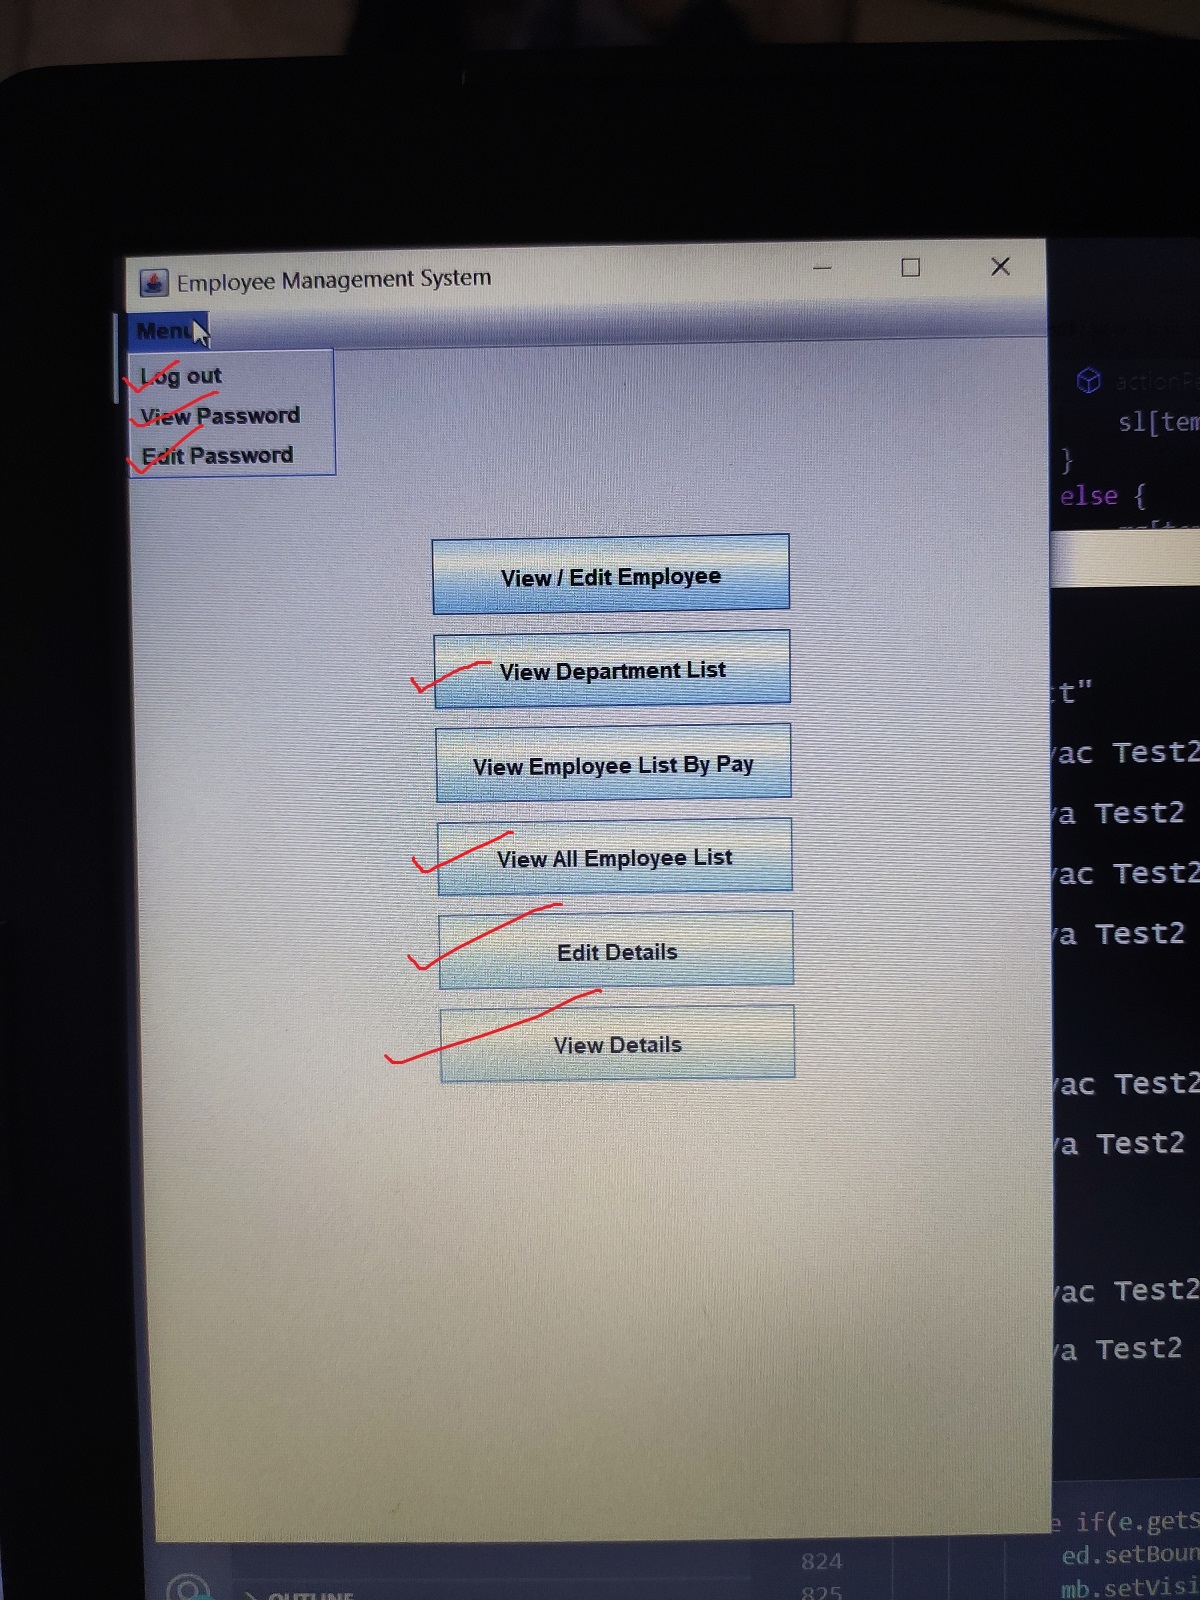 Employee Management System
Menu
Log out
View Password
Edit Password
View / Edit Employee
View Department List
View Employee List By Pay
View All Employee List
Edit Details
View Details
sl[tem
}
else {
t"
ac Test2
a Test2
ac Test2
a Test2
ac Test2
a Test2
ac Test2
a Test2
e if(e.getS
824
ed.setBoun
825
mb.setVisi
OUTLINE